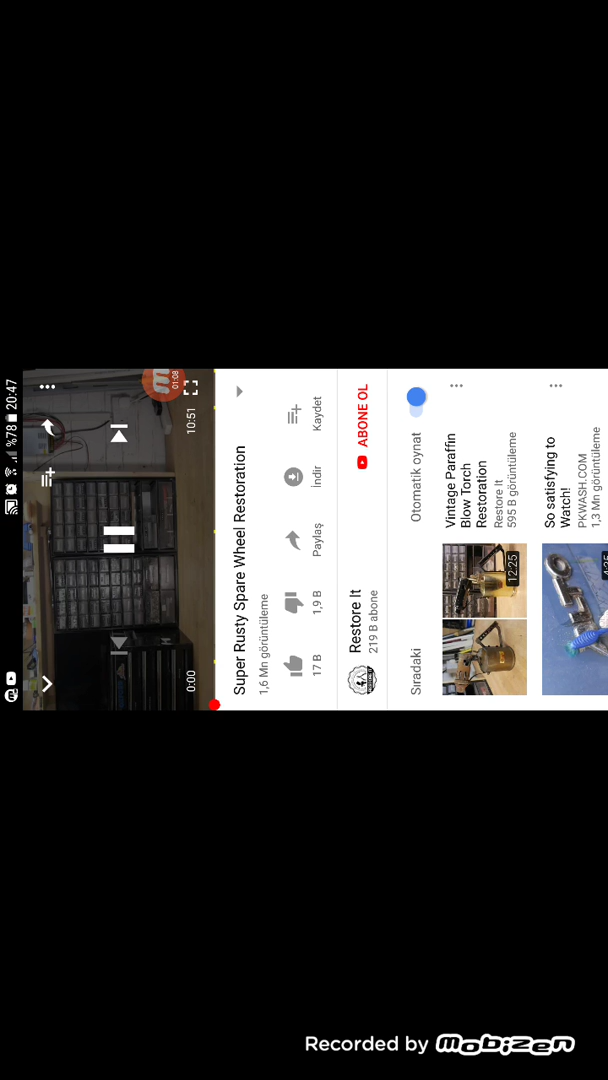 %78 20:47
01:08
0:00
10:51
Super Rusty Spare Wheel Restoration
1,6 Mn görüntüleme
17 B
1,9 B
Paylaş
İndir
Kaydet
Restore It
219 B abone
ABONE OL
Sıradaki
Otomatik oynat
12:25
Vintage Paraffin
Blow Torch
Restoration
Restore It
595 B görüntüleme
So satisfying to
Watch!
PKWASH.COM
1,3 Mn görüntüleme
Recorded by mobizen